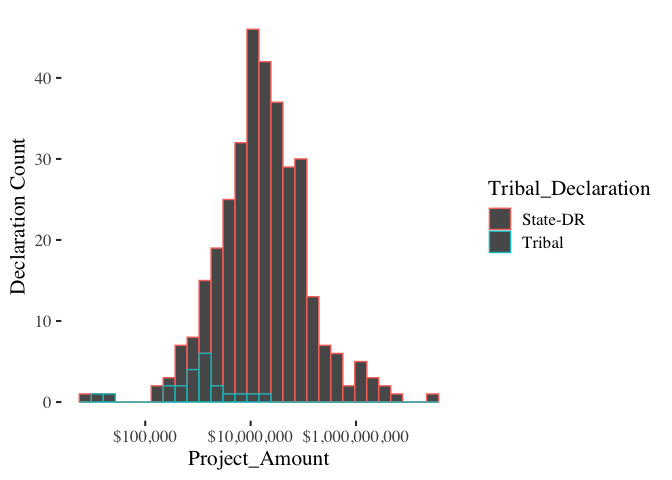 40
30
20
10
0
Declaration Count
$100,000
$10,000,000
$1,000,000,000
Project_Amount
Tribal_Declaration
State-DR
Tribal